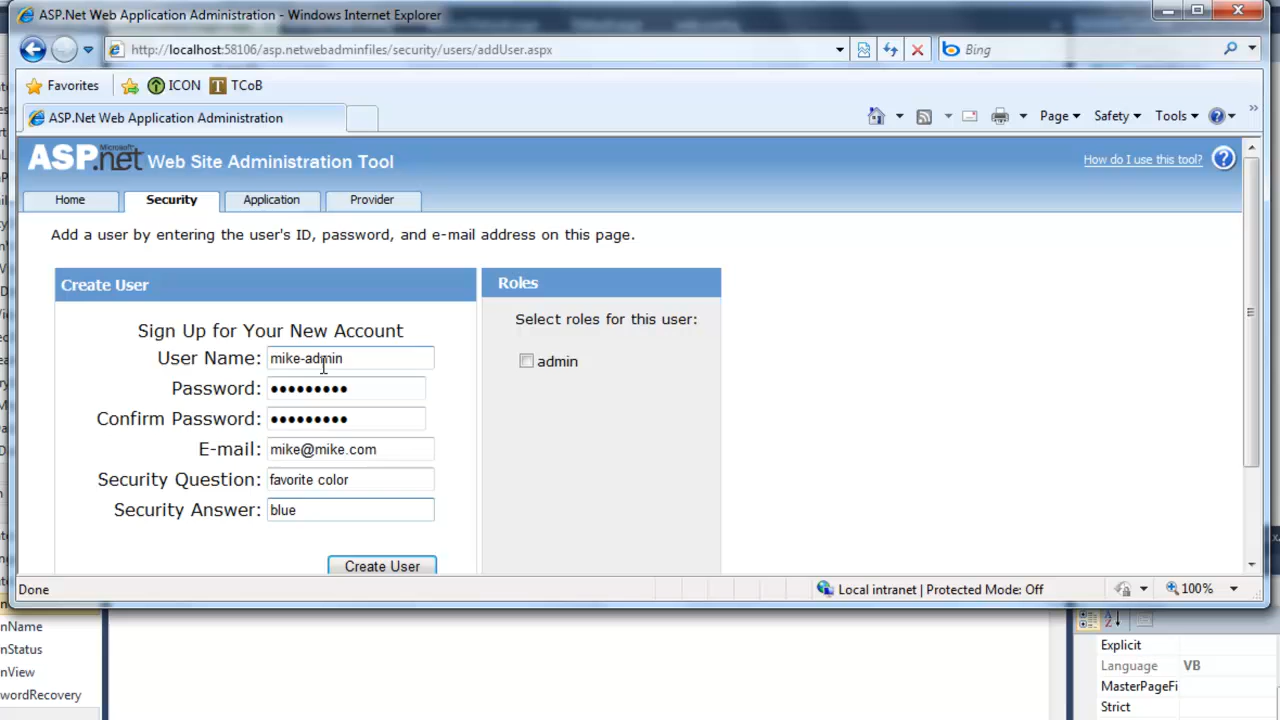 ASP.Net Web Application Administration - Windows Internet Explorer
http://localhost:58106/asp.netwebadminfiles/security/users/addUser.aspx
Bing
Favorites
ICON
TCoB
ASP.Net Web Application Administration
Page
Safety
Tools
»
Microsoft
ASP.net Web Site Administration Tool
How do I use this tool?
Home
Security
Application
Provider
Add a user by entering the user's ID, password, and e-mail address on this page.
Create User
Roles
Sign Up for Your New Account
Select roles for this user:
User Name: mike-admin
admin
Password: •••••••••
Confirm Password: •••••••••
E-mail: mike@mike.com
Security Question: favorite color
Security Answer: blue
Create User
Done
Local intranet | Protected Mode: Off
100%
nName
nStatus
nView
wordRecovery
Explicit
Language VB
MasterPageFi
Strict